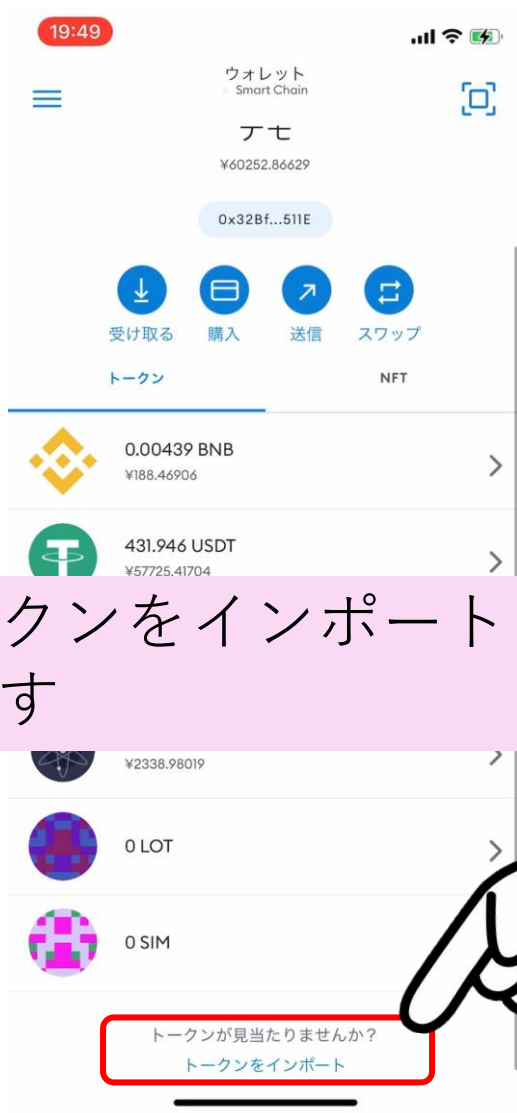 19:49
ウォレット
Smart Chain
デモ
¥60252.86629
0x32Bf...511E
受け取る 購入 送信 スワップ
トークン NFT
0.00439 BNB
¥188.46906
431.946 USDT
¥57725.41704
クンをインポート
す
¥2338.98019
0 LOT
0 SIM
トークンが見当たりませんか？
トークンをインポート